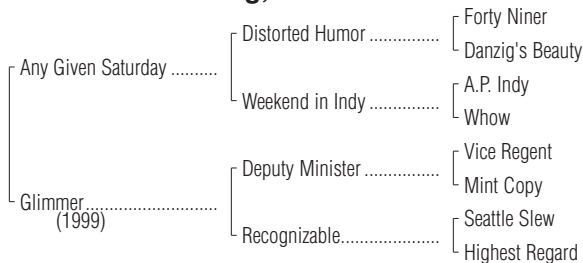 Forty Niner
Distorted Humor ...............
Danzig's Beauty
Any Given Saturday ..........
A.P. Indy
Weekend in Indy ...............
Whow
Vice Regent
Deputy Minister ................
Mint Copy
Glimmer............................
(1999)
Seattle Slew
Recognizable.....................
Highest Regard